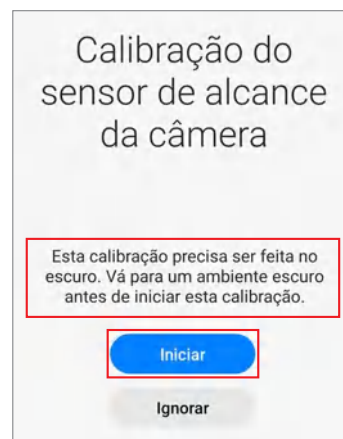 Calibração do
sensor de alcance
da câmera
Esta calibração precisa ser feita no
escuro. Vá para um ambiente escuro
antes de iniciar esta calibração.
Iniciar
Ignorar